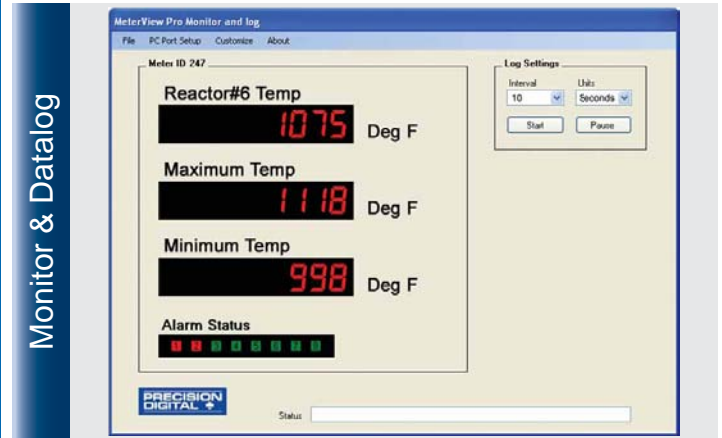 Monitor & Datalog
MeterView Pro Monitor and log
File PC Port Setup Customize About
Meter ID 247
Reactor#6 Temp
1075 Deg F
Maximum Temp
1118 Deg F
Minimum Temp
998 Deg F
Alarm Status
1 2 3 4 5 6 7 8
Log Settings
Interval Units
10 Seconds
Start Pause
PRECISION
DIGITAL
Status